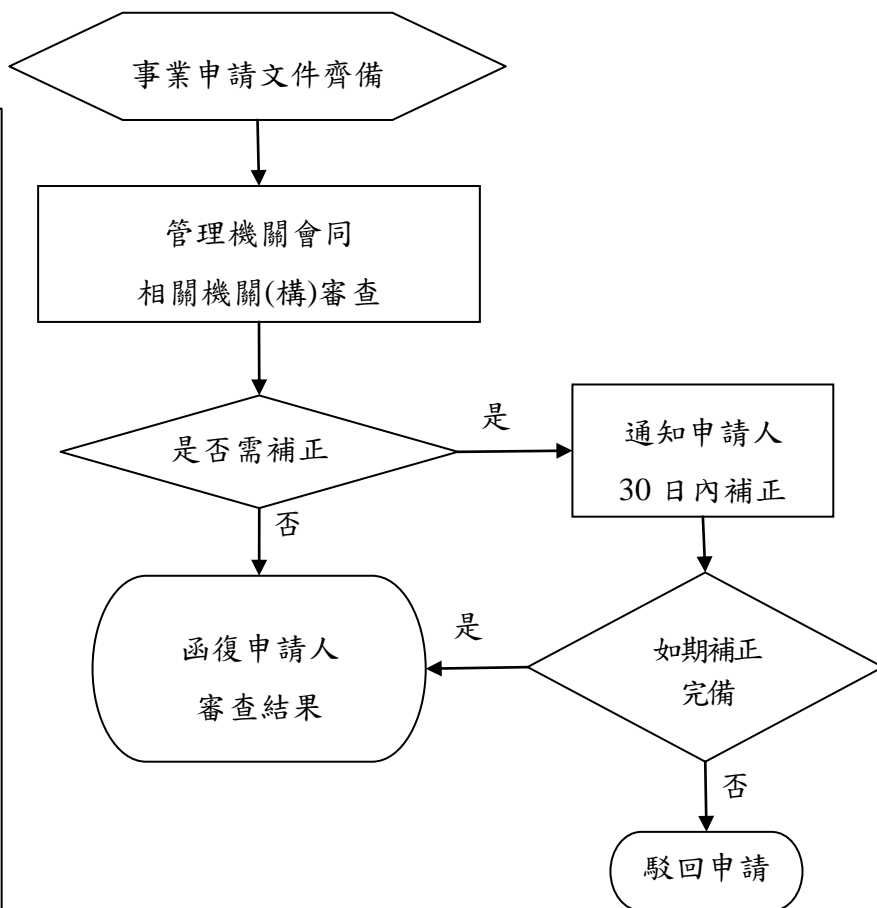 事業申請文件齊備
管理機關會同
相關機關(構)審查
是否需補正
是
通知申請人
30 日內補正
否
函復申請人
審查結果
是
如期補正
完備
否
駁回申請